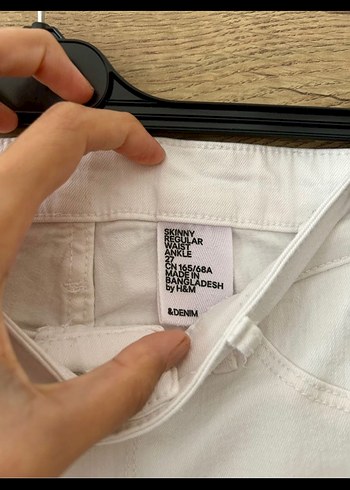 SKINNY
REGULAR
WAIST
ANKLE
27
CN 165/68A
MADE IN
BANGLADESH
by H&M
&DENIM